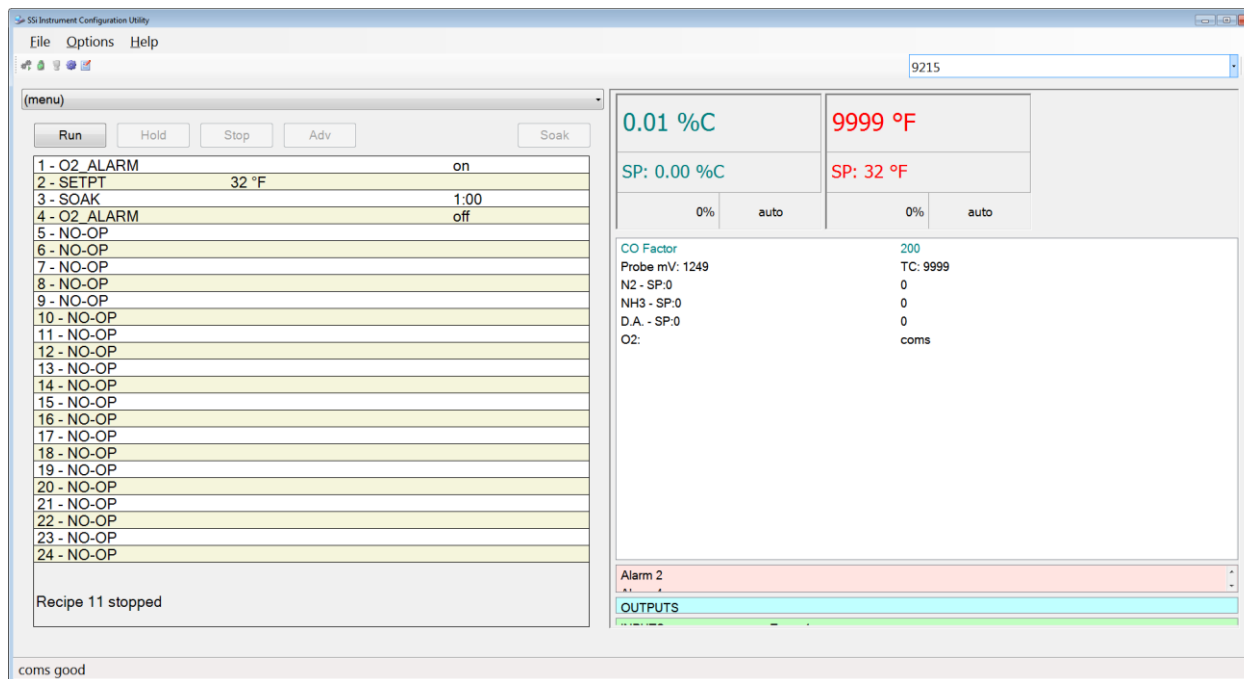 SSi Instrument Configuration Utility
File Options Help
9215
(menu)
Run Hold Stop Adv Soak
1 - O2_ALARM on
2 - SETPT 32 °F
3 - SOAK 1:00
4 - O2_ALARM off
5 - NO-OP
6 - NO-OP
7 - NO-OP
8 - NO-OP
9 - NO-OP
10 - NO-OP
11 - NO-OP
12 - NO-OP
13 - NO-OP
14 - NO-OP
15 - NO-OP
16 - NO-OP
17 - NO-OP
18 - NO-OP
19 - NO-OP
20 - NO-OP
21 - NO-OP
22 - NO-OP
23 - NO-OP
24 - NO-OP
Recipe 11 stopped
0.01 %C 9999 °F
SP: 0.00 %C SP: 32 °F
0% auto 0% auto
CO Factor 200
Probe mV: 1249 TC: 9999
N2 - SP:0 0
NH3 - SP:0 0
D.A. - SP:0 0
O2: coms
Alarm 2
OUTPUTS
coms good